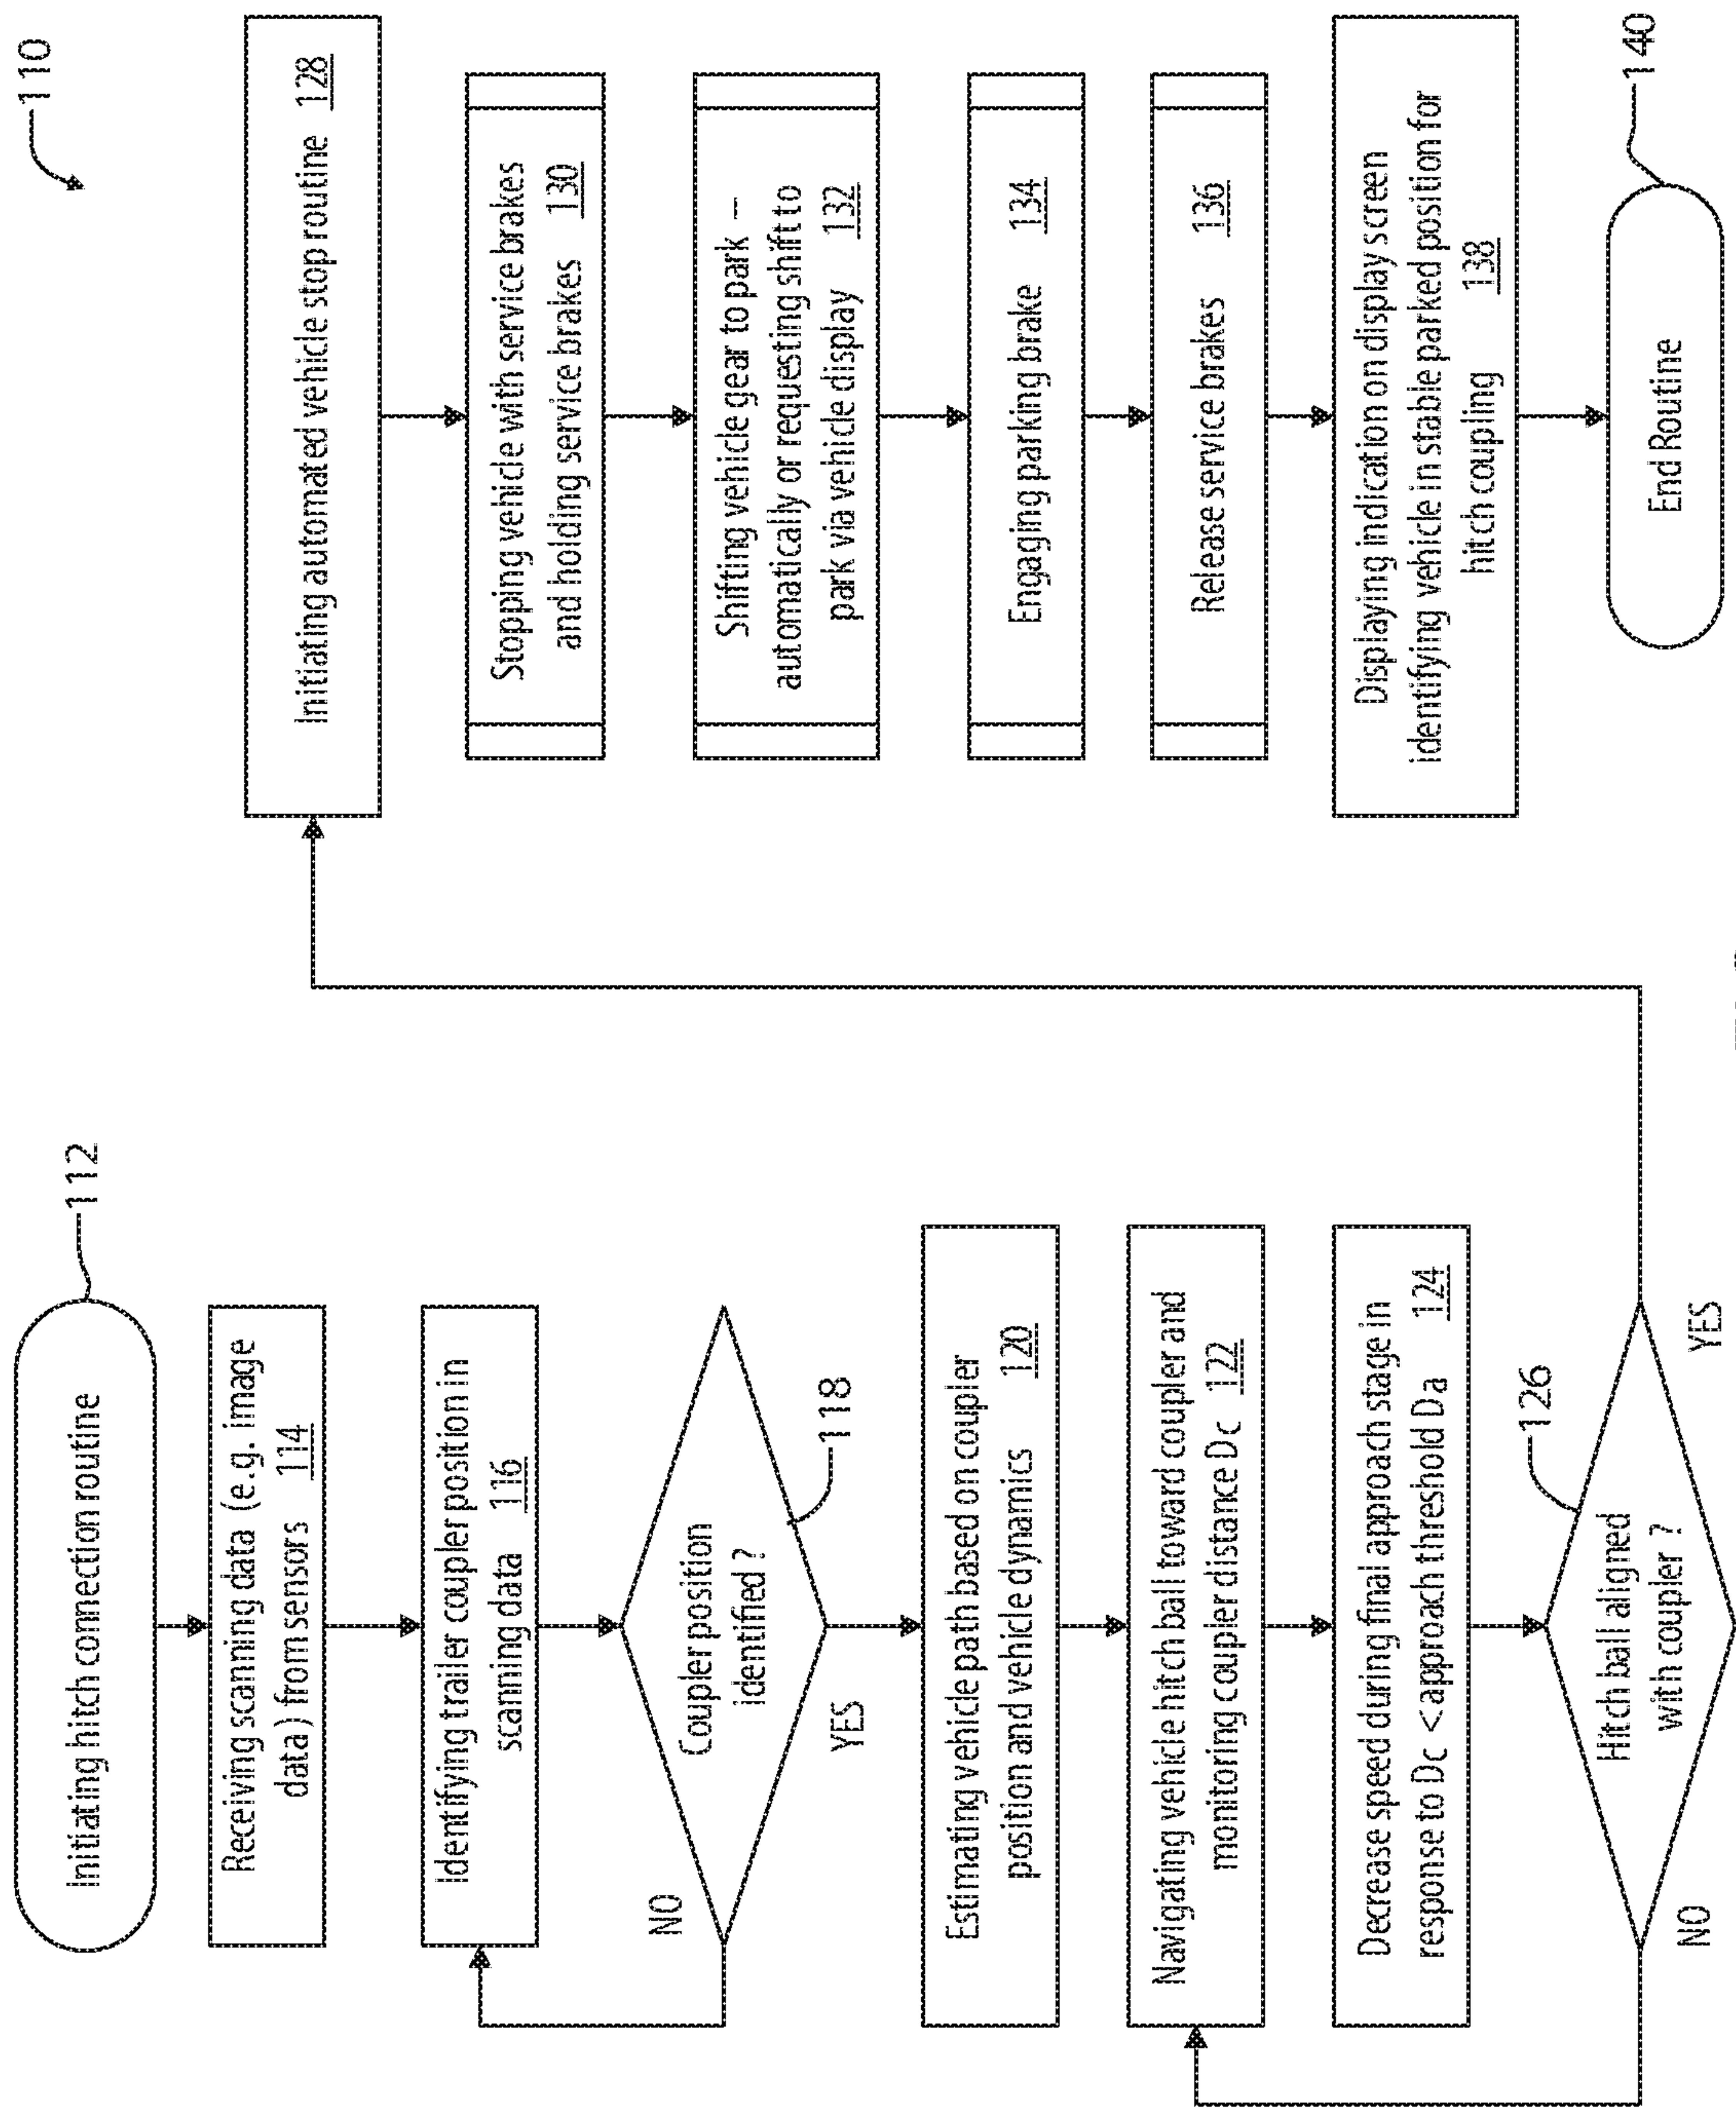 110
112
Initiating hitch connection routine
Receiving scanning data (e.g. image
data) from sensors 114
Identifying trailer coupler position in
scanning data 116
Coupler position
identified ?
118
NO
YES
Estimating vehicle path based on coupler
position and vehicle dynamics 120
Navigating vehicle hitch ball toward coupler and
monitoring coupler distance Dc 122
Decrease speed during final approach stage in
response to Dc < approach threshold Da 124
126
Hitch ball aligned
with coupler ?
NO
YES
Initiating automated vehicle stop routine 128
Stopping vehicle with service brakes
and holding service brakes 130
Shifting vehicle gear to park –
automatically or requesting shift to
park via vehicle display 132
Engaging parking brake 134
Release service brakes 136
Displaying indication on display screen
identifying vehicle in stable parked position for
hitch coupling 138
End Routine
140